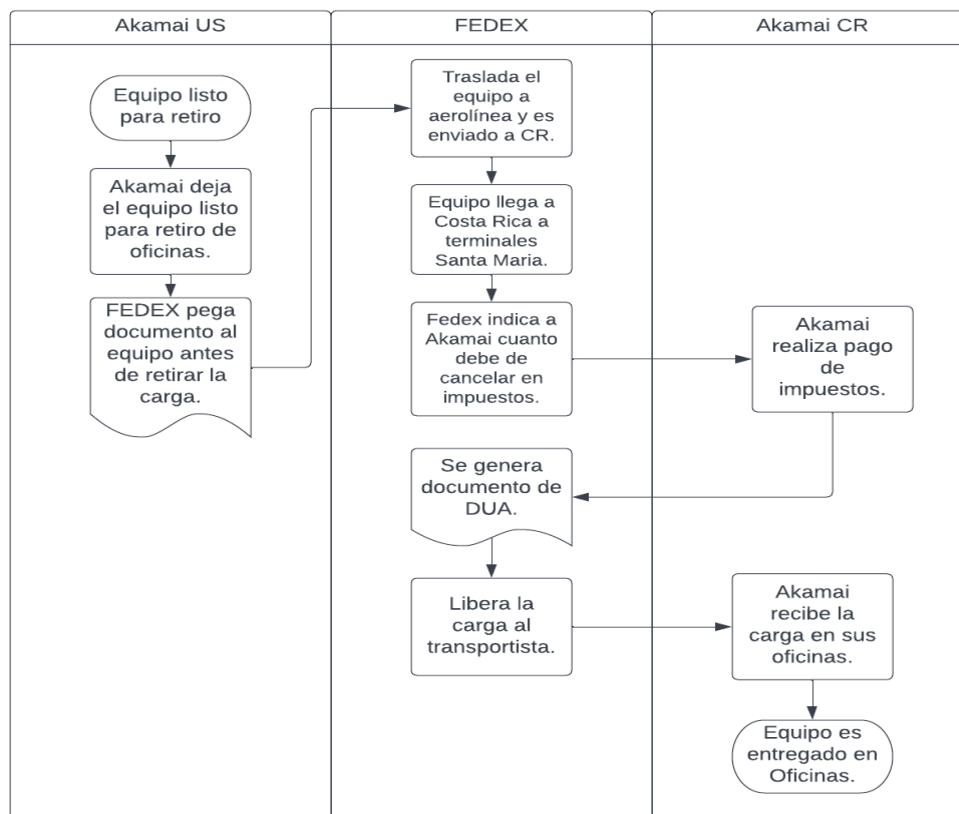 Akamai US
FEDEX
Akamai CR
Equipo listo
para retiro
Akamai deja
el equipo listo
para retiro de
oficinas.
FEDEX pega
documento al
equipo antes
de retirar la
carga.
Traslada el
equipo a
aerolínea y es
enviado a CR.
Equipo llega a
Costa Rica a
terminales
Santa Maria.
Fedex indica a
Akamai cuanto
debe de
cancelar en
impuestos.
Akamai
realiza pago
de
impuestos.
Se genera
documento de
DUA.
Libera la
carga al
transportista.
Akamai
recibe la
carga en sus
oficinas.
Equipo es
entregado en
Oficinas.